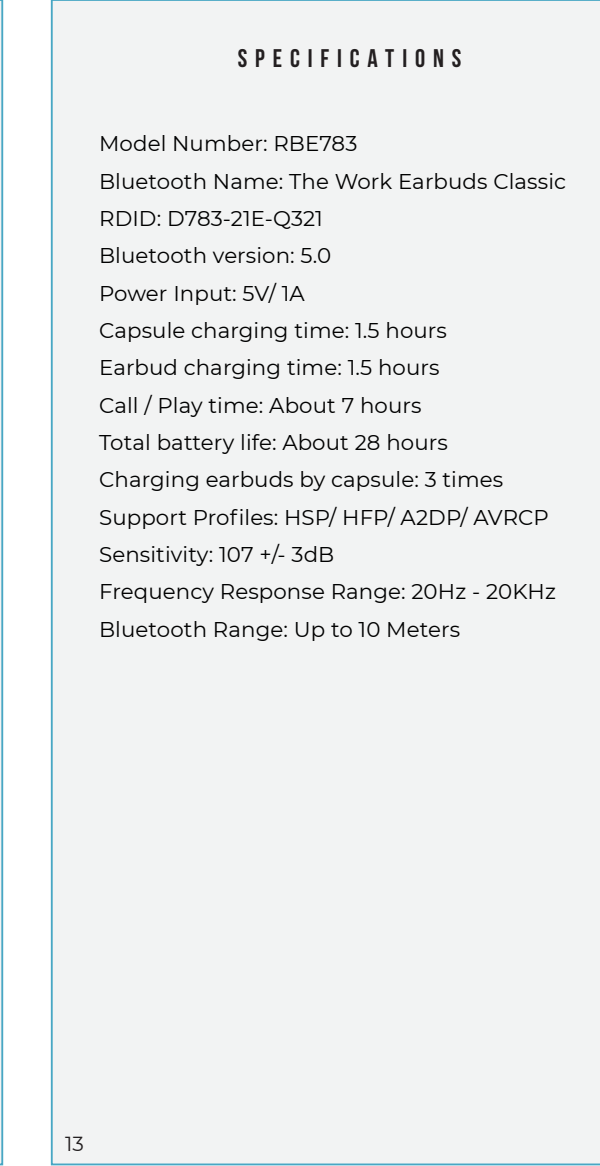 SPECIFICATIONS
Model Number: RBE783
Bluetooth Name: The Work Earbuds Classic
RDID: D783-21E-Q321
Bluetooth version: 5.0
Power Input: 5V/ 1A
Capsule charging time: 1.5 hours
Earbud charging time: 1.5 hours
Call / Play time: About 7 hours
Total battery life: About 28 hours
Charging earbuds by capsule: 3 times
Support Profiles: HSP/ HFP/ A2DP/ AVRCP
Sensitivity: 107 +/- 3dB
Frequency Response Range: 20Hz - 20KHz
Bluetooth Range: Up to 10 Meters
13